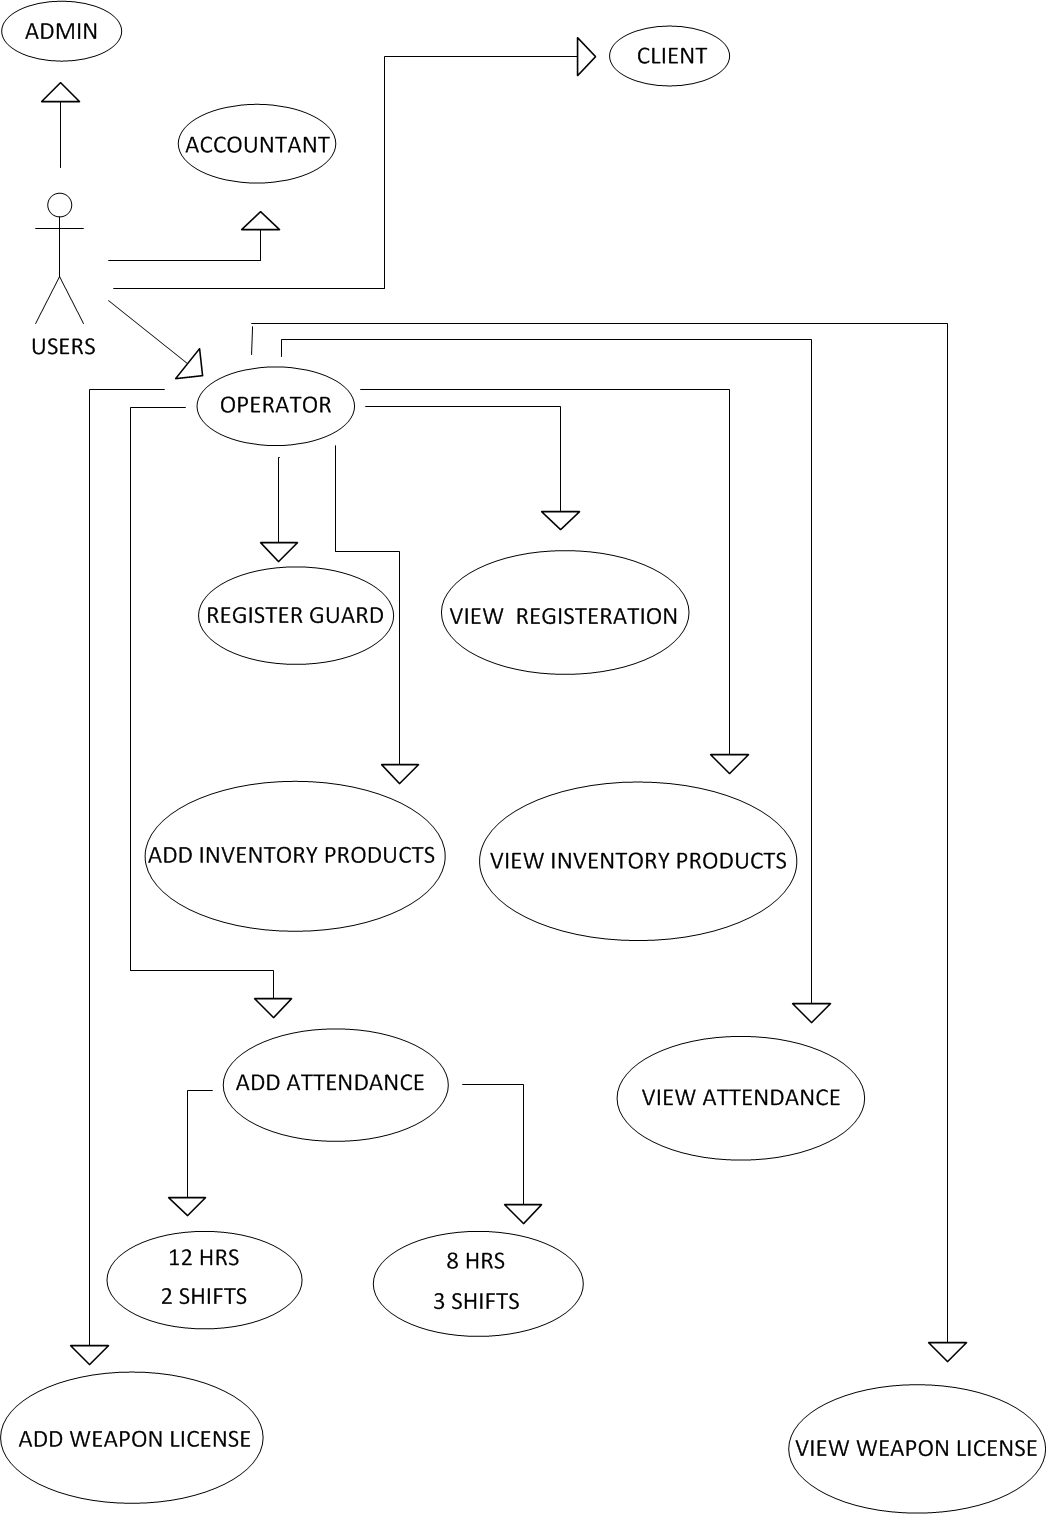 ADMIN
CLIENT
ACCOUNTANT
USERS
OPERATOR
REGISTER GUARD
VIEW  REGISTERATION
ADD INVENTORY PRODUCTS
VIEW INVENTORY PRODUCTS
ADD ATTENDANCE
VIEW ATTENDANCE
12 HRS
2 SHIFTS
8 HRS
3 SHIFTS
ADD WEAPON LICENSE
VIEW WEAPON LICENSE